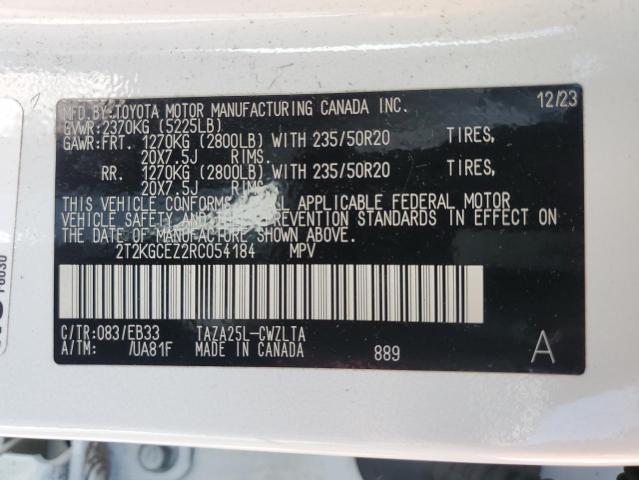 MFD.BY:TOYOTA MOTOR MANUFACTURING CANADA INC. 12/23
GVWR:2370KG (5225LB)
GAWR:FRT. 1270KG (2800LB) WITH 235/50R20 TIRES,
20X7.5J RIMS.
RR. 1270KG (2800LB) WITH 235/50R20 TIRES,
20X7.5J RIMS.
THIS VEHICLE CONFORMS TO ALL APPLICABLE FEDERAL MOTOR
VEHICLE SAFETY AND THEFT PREVENTION STANDARDS IN EFFECT ON
THE DATE OF MANUFACTURE SHOWN ABOVE.
2T2KGCEZ2RC054184 MPV
C/TR:083/EB33 TAZA25L-CWZLTA
A/TM: /UA81F MADE IN CANADA 889 A